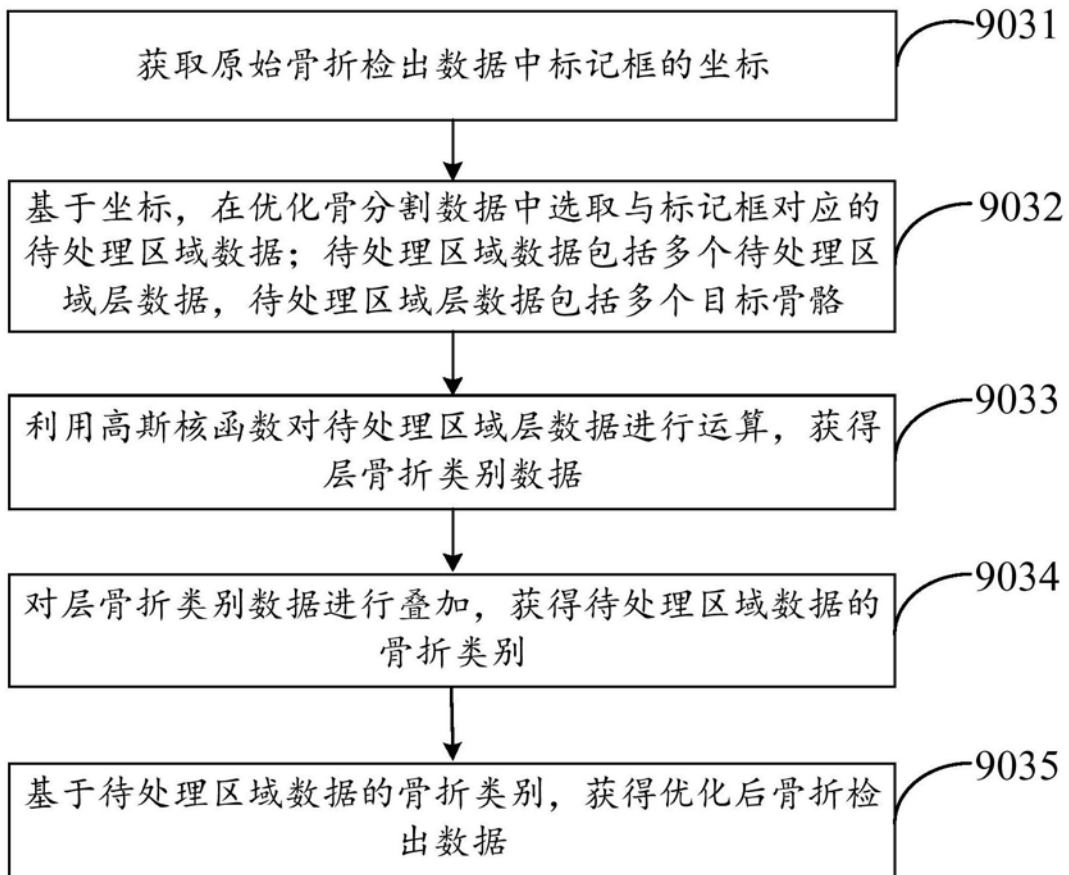 获取原始骨折检出数据中标记框的坐标
9031
基于坐标，在优化骨分割数据中选取与标记框对应的
待处理区域数据；待处理区域数据包括多个待处理区
域层数据，待处理区域层数据包括多个目标骨骼
9032
利用高斯核函数对待处理区域层数据进行运算，获得
层骨折类别数据
9033
对层骨折类别数据进行叠加，获得待处理区域数据的
骨折类别
9034
基于待处理区域数据的骨折类别，获得优化后骨折检
出数据
9035